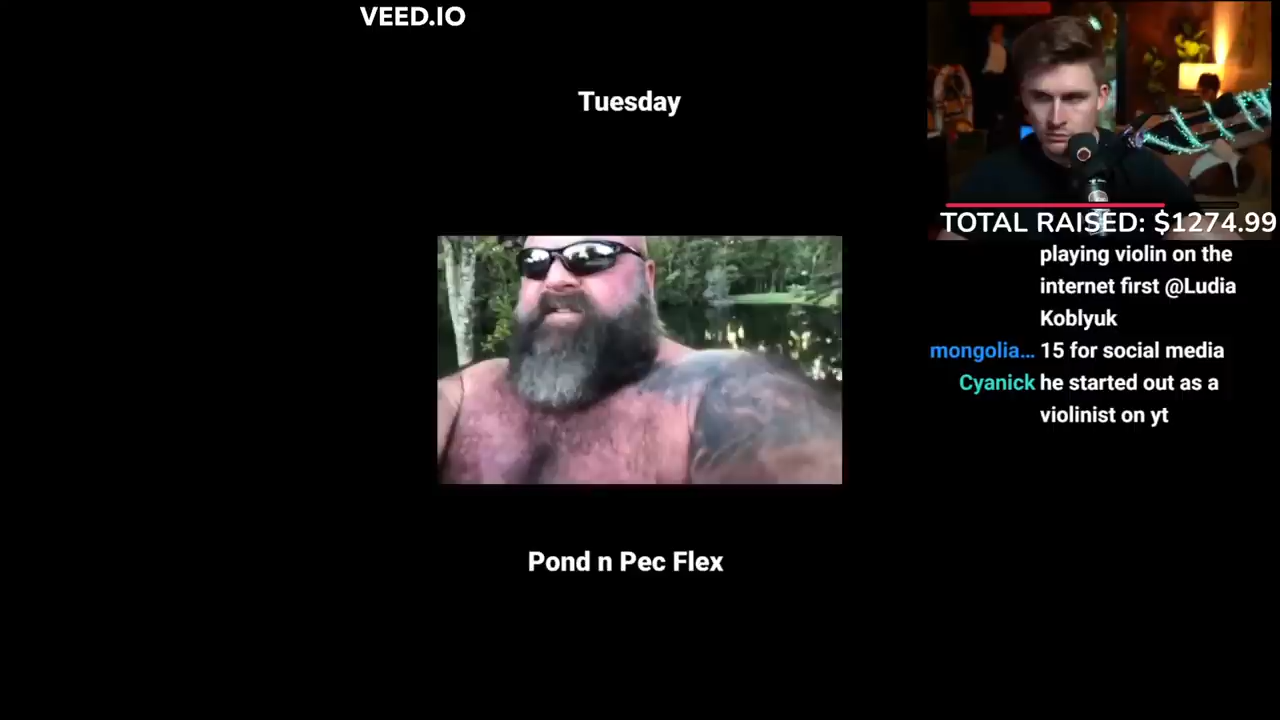 VEED.IO
Tuesday
TOTAL RAISED: $1274.99
playing violin on the
internet first @Ludia
Koblyuk
mongolia... 15 for social media
Cyanick he started out as a
violinist on yt
Pond n Pec Flex